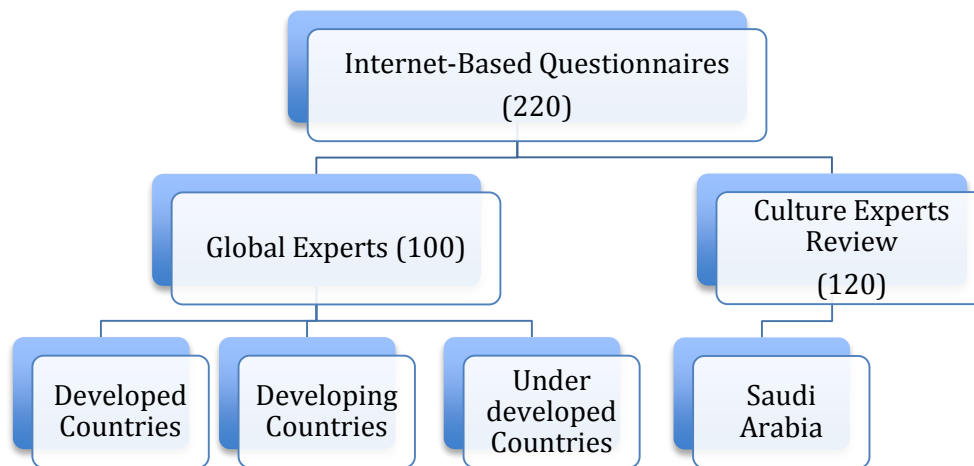 Internet-Based Questionnaires
(220)
Global Experts (100)
Culture Experts
Review
(120)
Developed
Countries
Developing
Countries
Under
developed
Countries
Saudi
Arabia